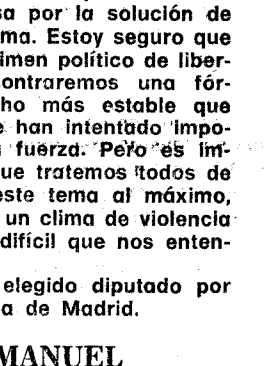 sa por la solución de
ma. Estoy seguro que
imen político de liber-
ontraremos una fór-
ho más estable que
e han intentado impo-
a fuerza. Pero es im-
ue tratemos todos de
este tema al máximo,
un clima de violencia
difícil que nos enten-
elegido diputado por
a de Madrid.
MANUEL